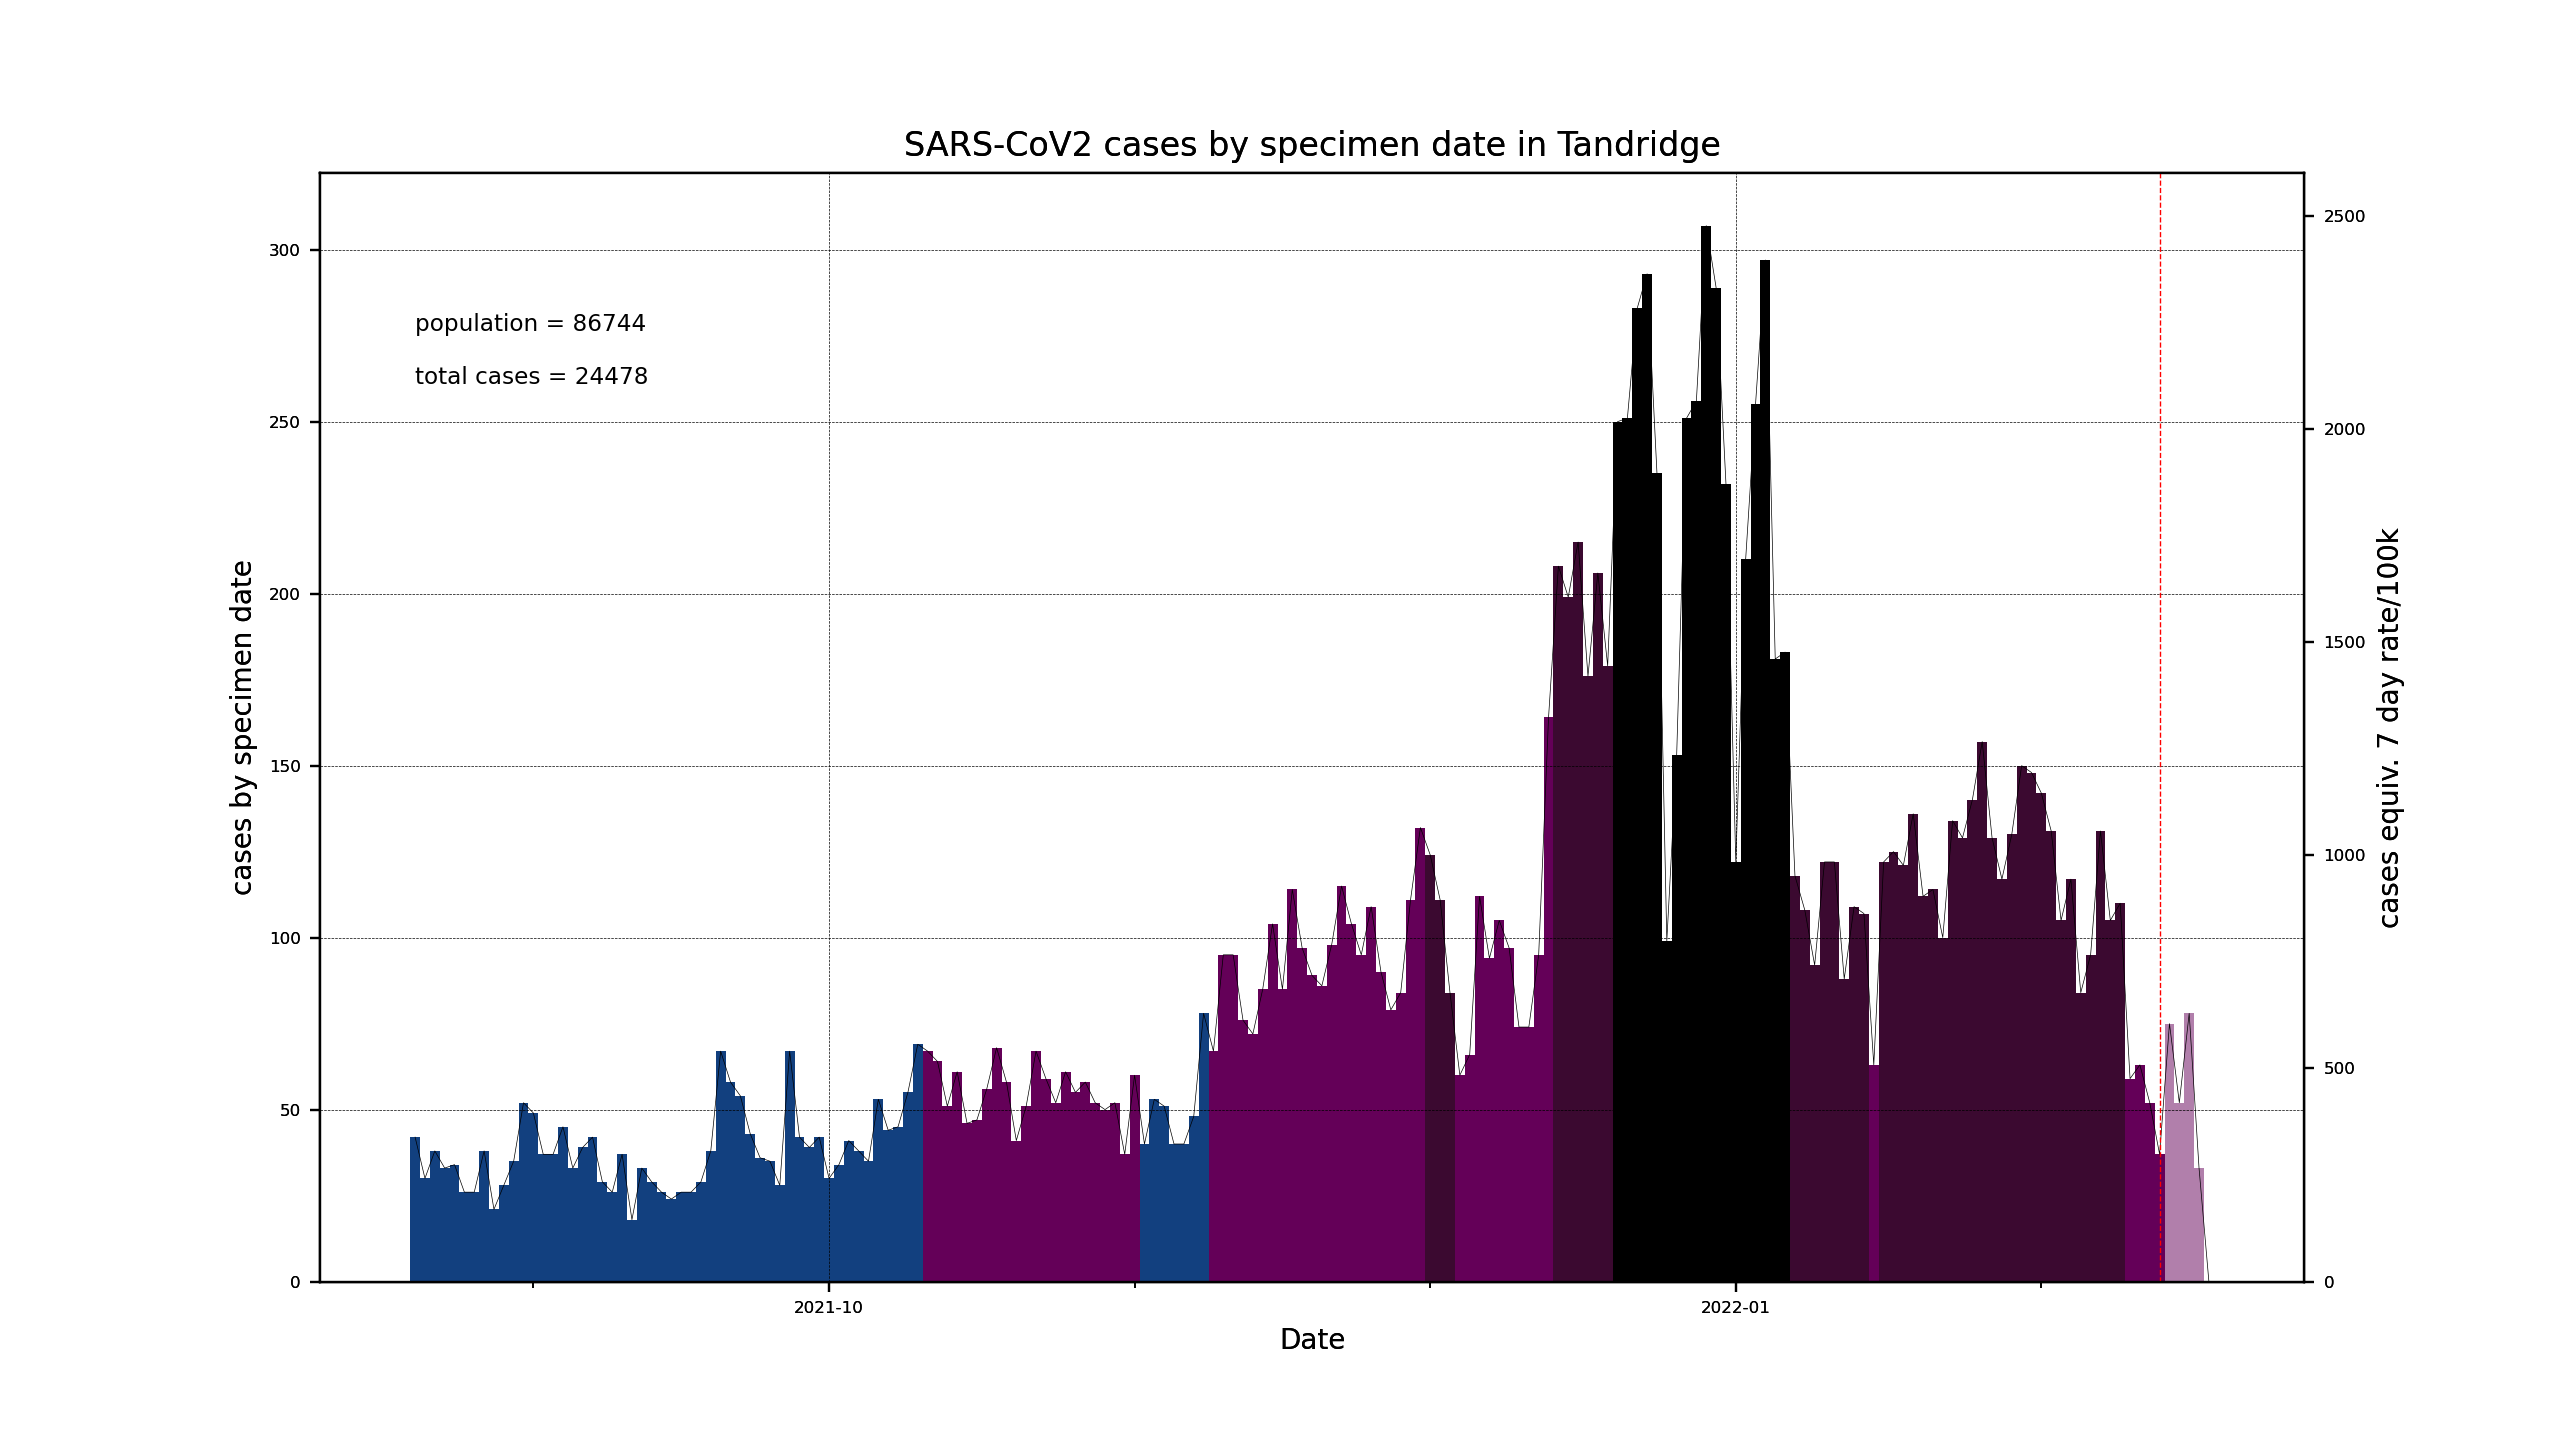 SARS-CoV2 cases by specimen date in Tandridge
population = 86744
total cases = 24478
cases by specimen date
300
250
200
150
100
50
0
2500
2000
1500
1000
500
0
cases equiv. 7 day rate/100k
2021-10
2022-01
Date